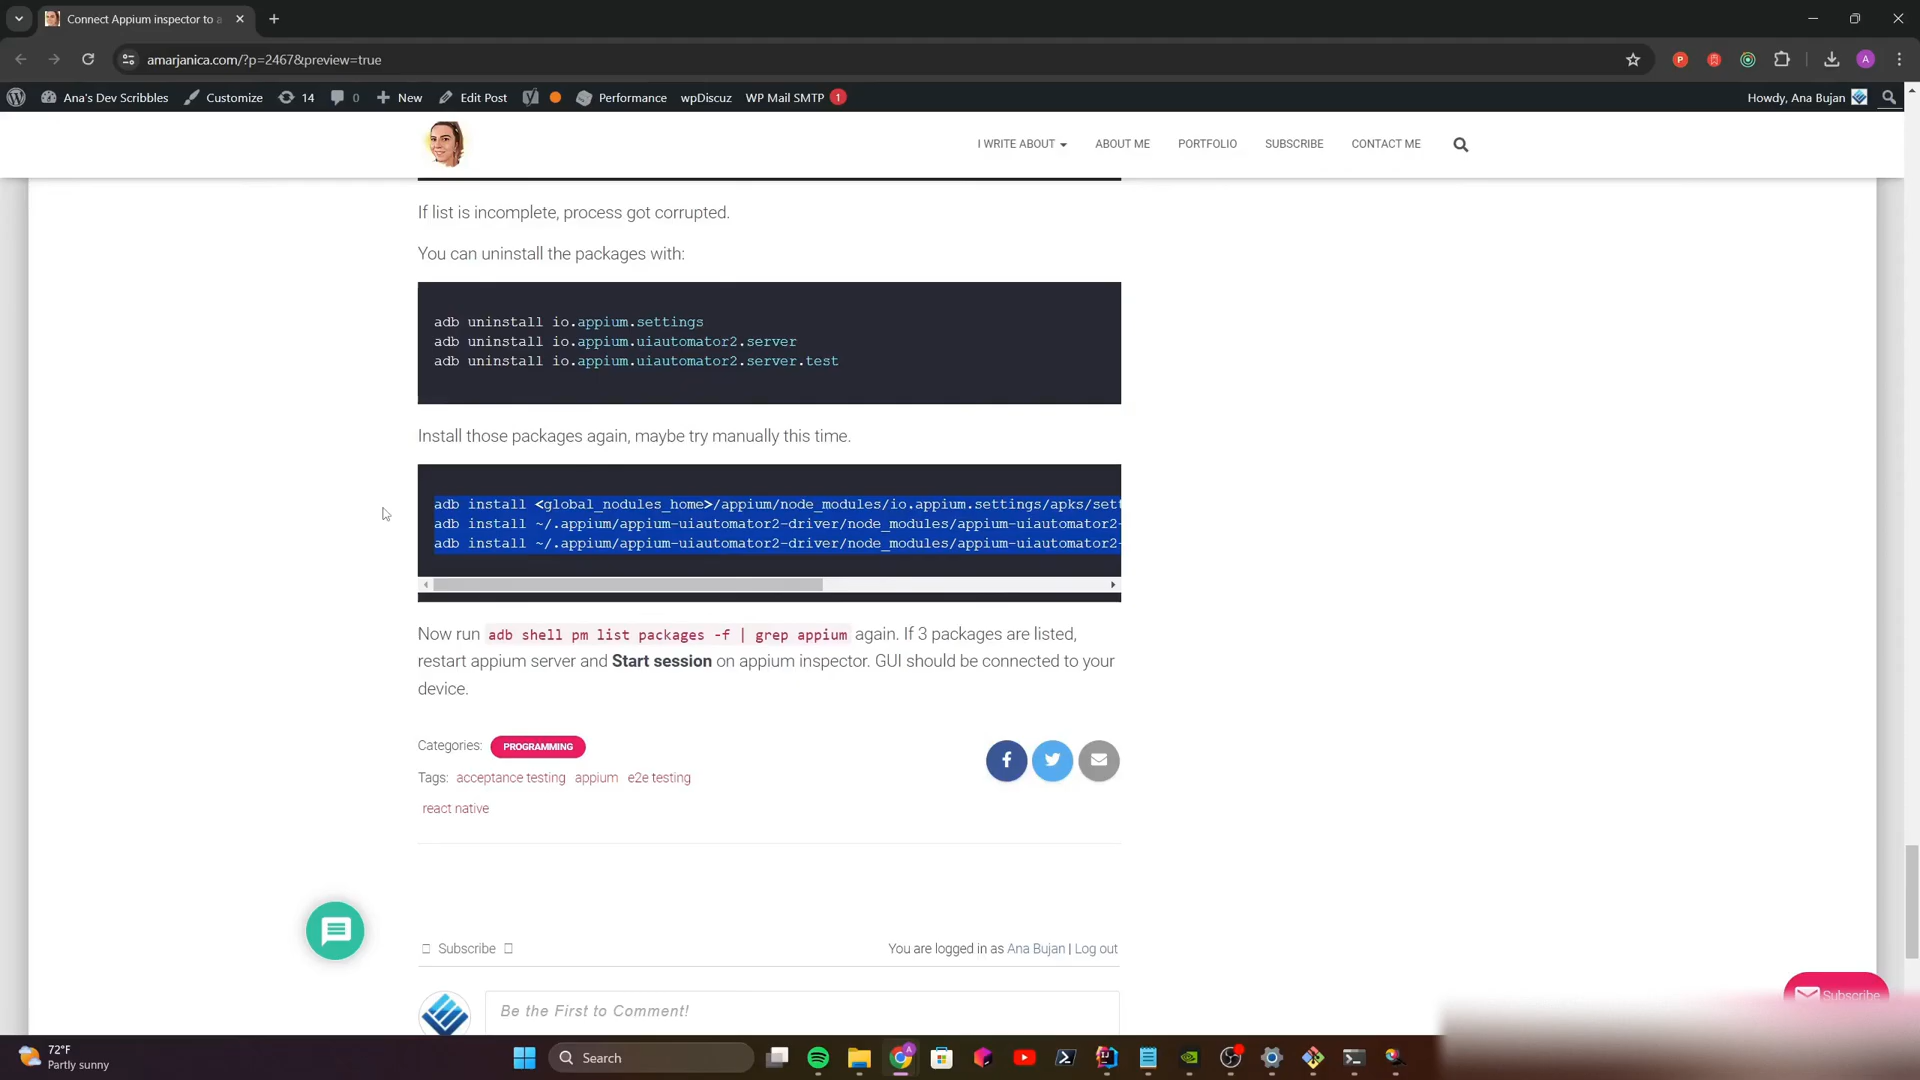 Connect Appium inspector to a
amarjanica.com/?p=2467&preview=true
Ana's Dev Scribbles
Customize
14
0
New
Edit Post
Performance
wpDiscuz
WP Mail SMTP
1
Howdy, Ana Bujan
I WRITE ABOUT
ABOUT ME
PORTFOLIO
SUBSCRIBE
CONTACT ME
If list is incomplete, process got corrupted.
You can uninstall the packages with:
adb uninstall io.appium.settings
adb uninstall io.appium.uiautomator2.server
adb uninstall io.appium.uiautomator2.server.test
Install those packages again, maybe try manually this time.
adb install <global_nodules_home>/appium/node_modules/io.appium.settings/apks/sett
adb install ~/.appium/appium-uiautomator2-driver/node_modules/appium-uiautomator2-
adb install ~/.appium/appium-uiautomator2-driver/node_modules/appium-uiautomator2-
Now run adb shell pm list packages -f | grep appium again. If 3 packages are listed,
restart appium server and Start session on appium inspector. GUI should be connected to your
device.
Categories: PROGRAMMING
Tags: acceptance testing appium e2e testing
react native
Subscribe
You are logged in as Ana Bujan | Log out
Be the First to Comment!
Subscribe
72°F
Partly sunny
Search